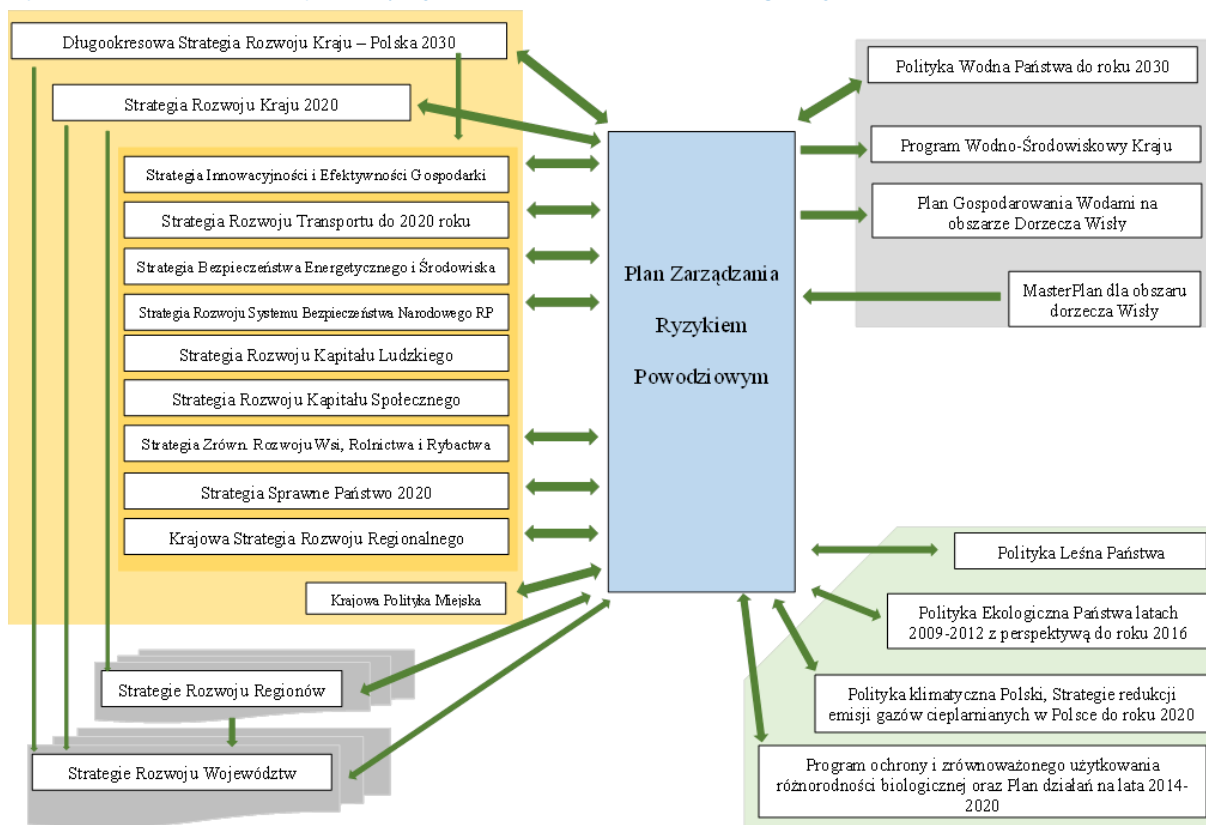 Długookresowa Strategia Rozwoju Kraju – Polska 2030
Strategia Rozwoju Kraju 2020
Strategia Innowacyjności i Efektywności Gospodarki
Strategia Rozwoju Transportu do 2020 roku
Strategia Bezpieczeństwa Energetycznego i Środowiska
Strategia Rozwoju Systemu Bezpieczeństwa Narodowego RP
Strategia Rozwoju Kapitału Ludzkiego
Strategia Rozwoju Kapitału Społecznego
Strategia Zrówn. Rozwoju Wsi, Rolnictwa i Rybactwa
Strategia Sprawne Państwo 2020
Krajowa Strategia Rozwoju Regionalnego
Krajowa Polityka Miejska
Strategie Rozwoju Regionów
Strategie Rozwoju Województw
Plan Zarządzania
Ryzykiem
Powodziowym
Polityka Wodna Państwa do roku 2030
Program Wodno-Środowiskowy Kraju
Plan Gospodarowania Wodami na
obszarze Dorzecza Wisły
MasterPlan dla obszaru
dorzecza Wisły
Polityka Leśna Państwa
Polityka Ekologiczna Państwa latach
2009-2012 z perspektywą do roku 2016
Polityka klimatyczna Polski, Strategie redukcji
emisji gazów cieplarnianych w Polsce do roku 2020
Program ochrony i zrównoważonego użytkowania
różnorodności biologicznej oraz Plan działań na lata 2014-
2020